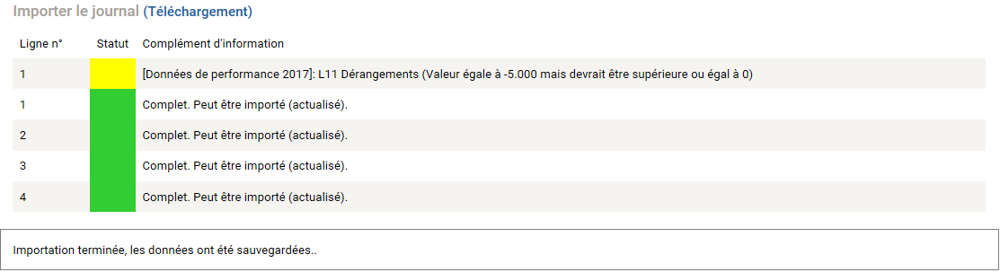 Importer le journal (Téléchargement)
Ligne n° Statut Complément d'information
1 [Données de performance 2017]: L11 Dérangements (Valeur égale à -5.000 mais devrait être supérieure ou égal à 0)
1 Complet. Peut être importé (actualisé).
2 Complet. Peut être importé (actualisé).
3 Complet. Peut être importé (actualisé).
4 Complet. Peut être importé (actualisé).
Importation terminée, les données ont été sauvegardées..